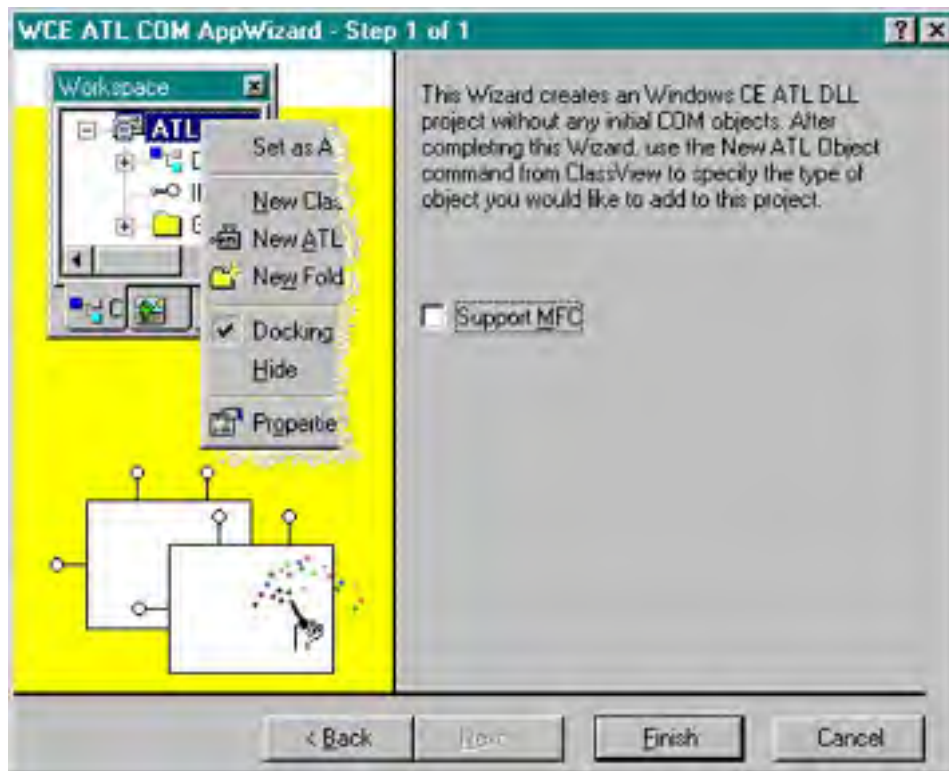 WCE ATL COM AppWizard - Step 1 of 1
Workspace
ATL
Set as A
New Clas
New ATL
New Fold
Docking
Hide
Propertie
This Wizard creates an Windows CE ATL DLL
project without any initial COM objects. After
completing this Wizard, use the New ATL Object
command from ClassView to specify the type of
object you would like to add to this project.
Support MFC
< Back
Next >
Finish
Cancel